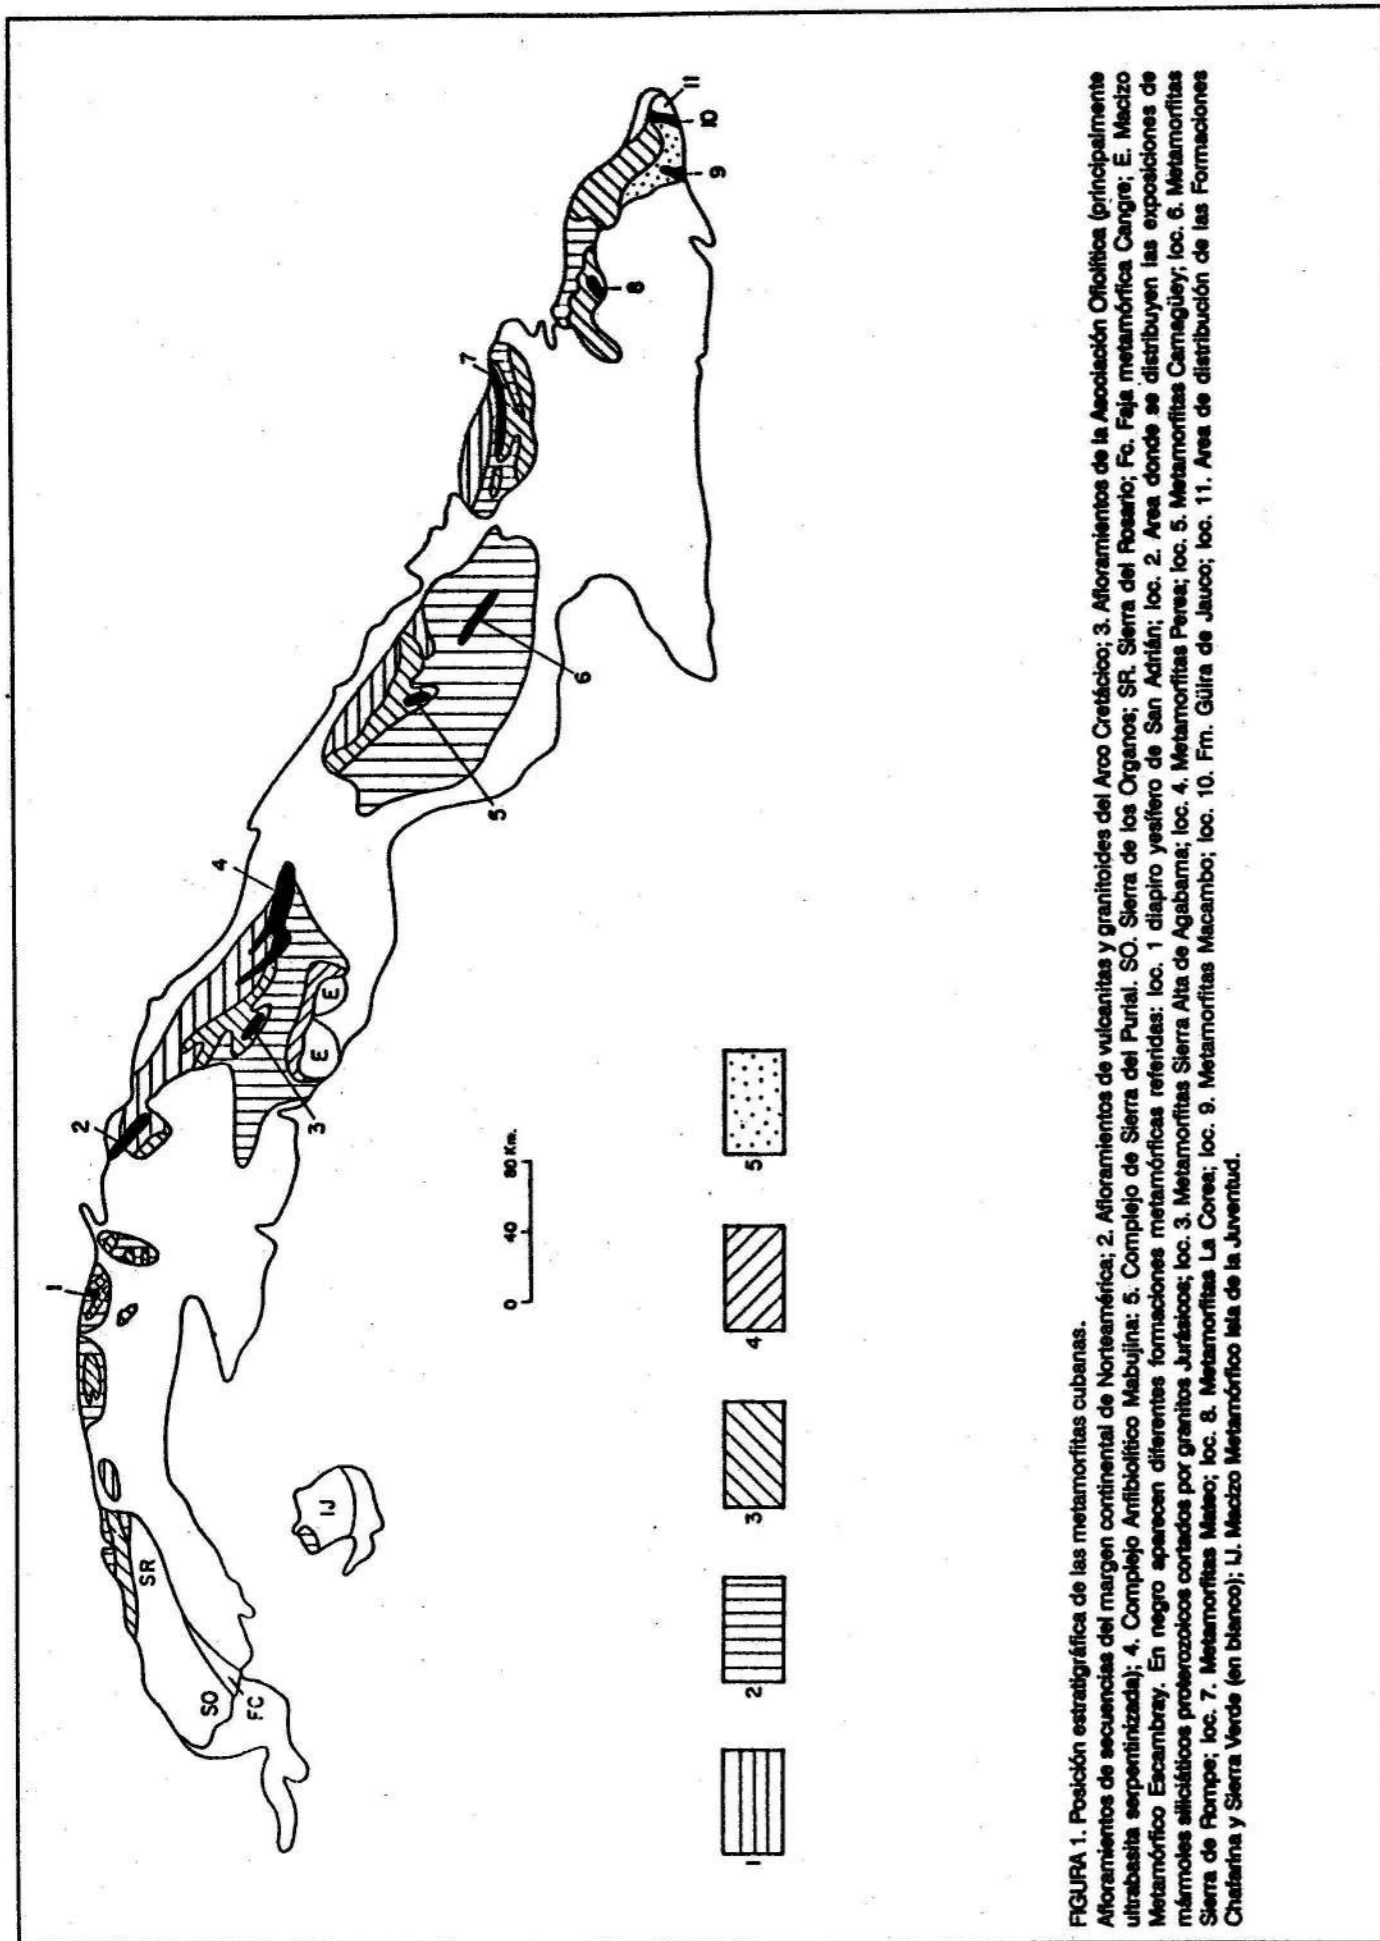 1
2
3
4
5
6
7
8
9
10
11
SO
SR
FC
IJ
E
E
0 40 80 Km.
1
2
3
4
5
FIGURA 1. Posición estratigráfica de las metamorfitas cubanas.
Afloramientos de secuencias del margen continental de Norteamérica; 2. Afloramientos de vulcanitas y granitoides del Arco Cretácico; 3. Afloramientos de la Asociación Ofiolítica (principalmente
ultrabasita serpentinizada); 4. Complejo Anfibiolítico Mabujina; 5. Complejo de Sierra del Purial. SO. Sierra de los Organos; SR. Sierra del Rosario; Fc. Faja metamórfica Cangre; E. Macizo
Metamórfico Escambray. En negro aparecen diferentes formaciones metamórficas referidas: loc. 1 diapiro yesífero de San Adrián; loc. 2. Area donde se distribuyen las exposiciones de
mármoles siliciáticos proterozoicos cortados por granitos Jurásicos; loc. 3. Metamorfitas Sierra Alta de Agabama; loc. 4. Metamorfitas Perea; loc. 5. Metamorfitas Camagüey; loc. 6. Metamorfitas
Sierra de Rompe; loc. 7. Metamorfitas Mateo; loc. 8. Metamorfitas La Corea; loc. 9. Metamorfitas Macambo; loc. 10. Fm. Güira de Jauco; loc. 11. Area de distribución de las Formaciones
Chafarina y Sierra Verde (en blanco); IJ. Macizo Metamórfico Isla de la Juventud.